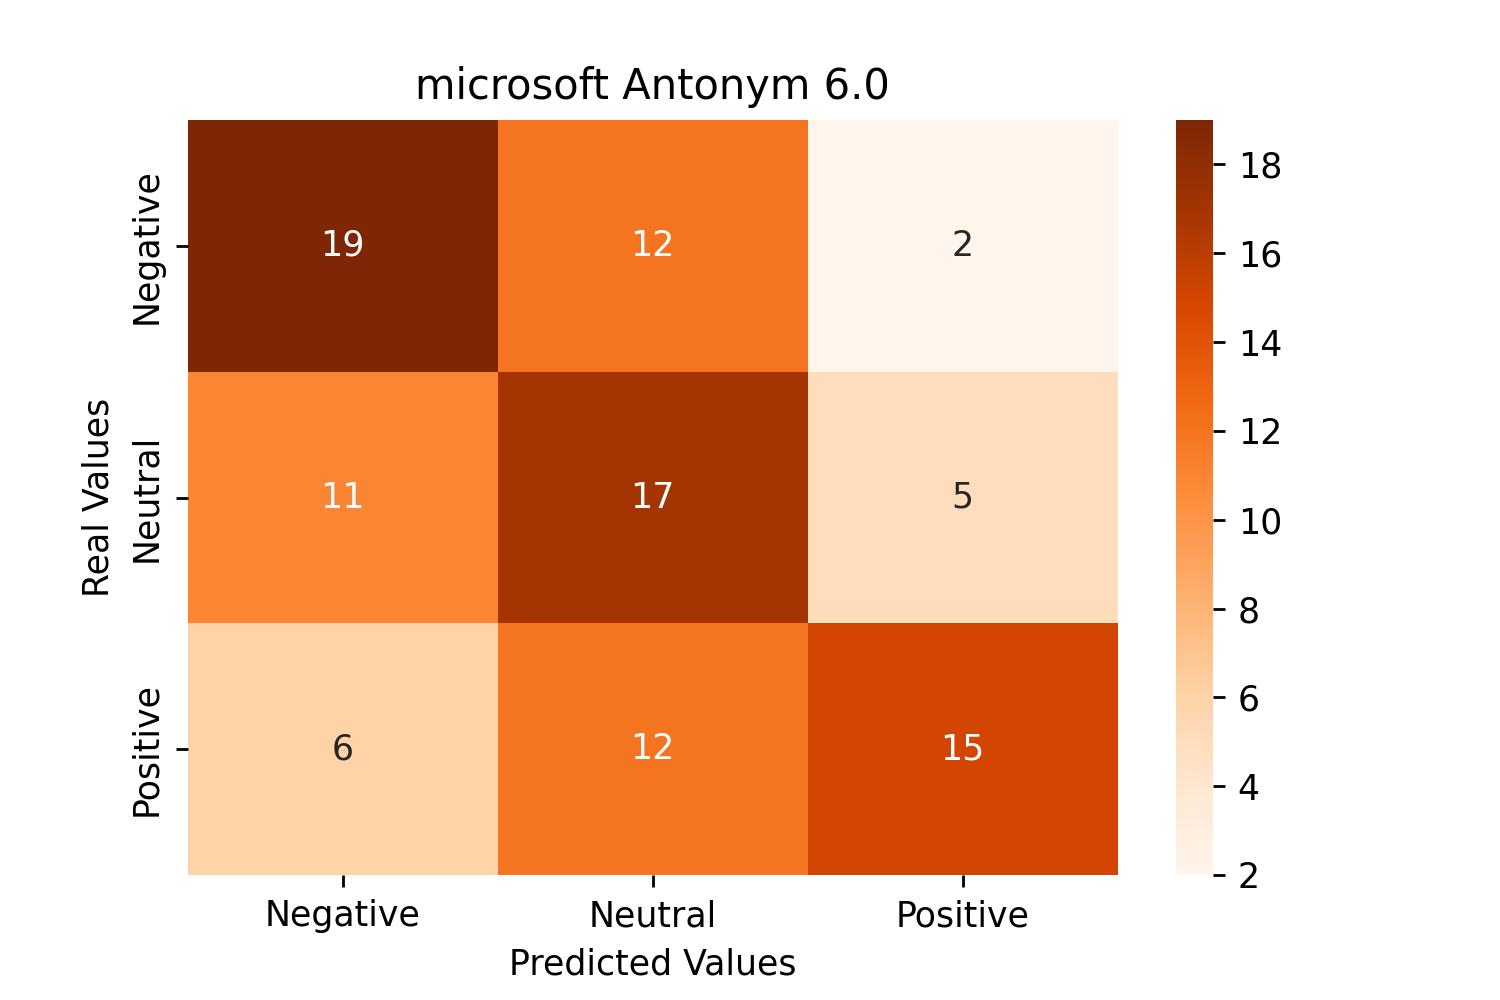 microsoft Antonym 6.0
Real Values
Negative
19 12 2
Neutral
11 17 5
Positive
6 12 15
Negative Neutral Positive
Predicted Values
18
16
14
12
10
8
6
4
2